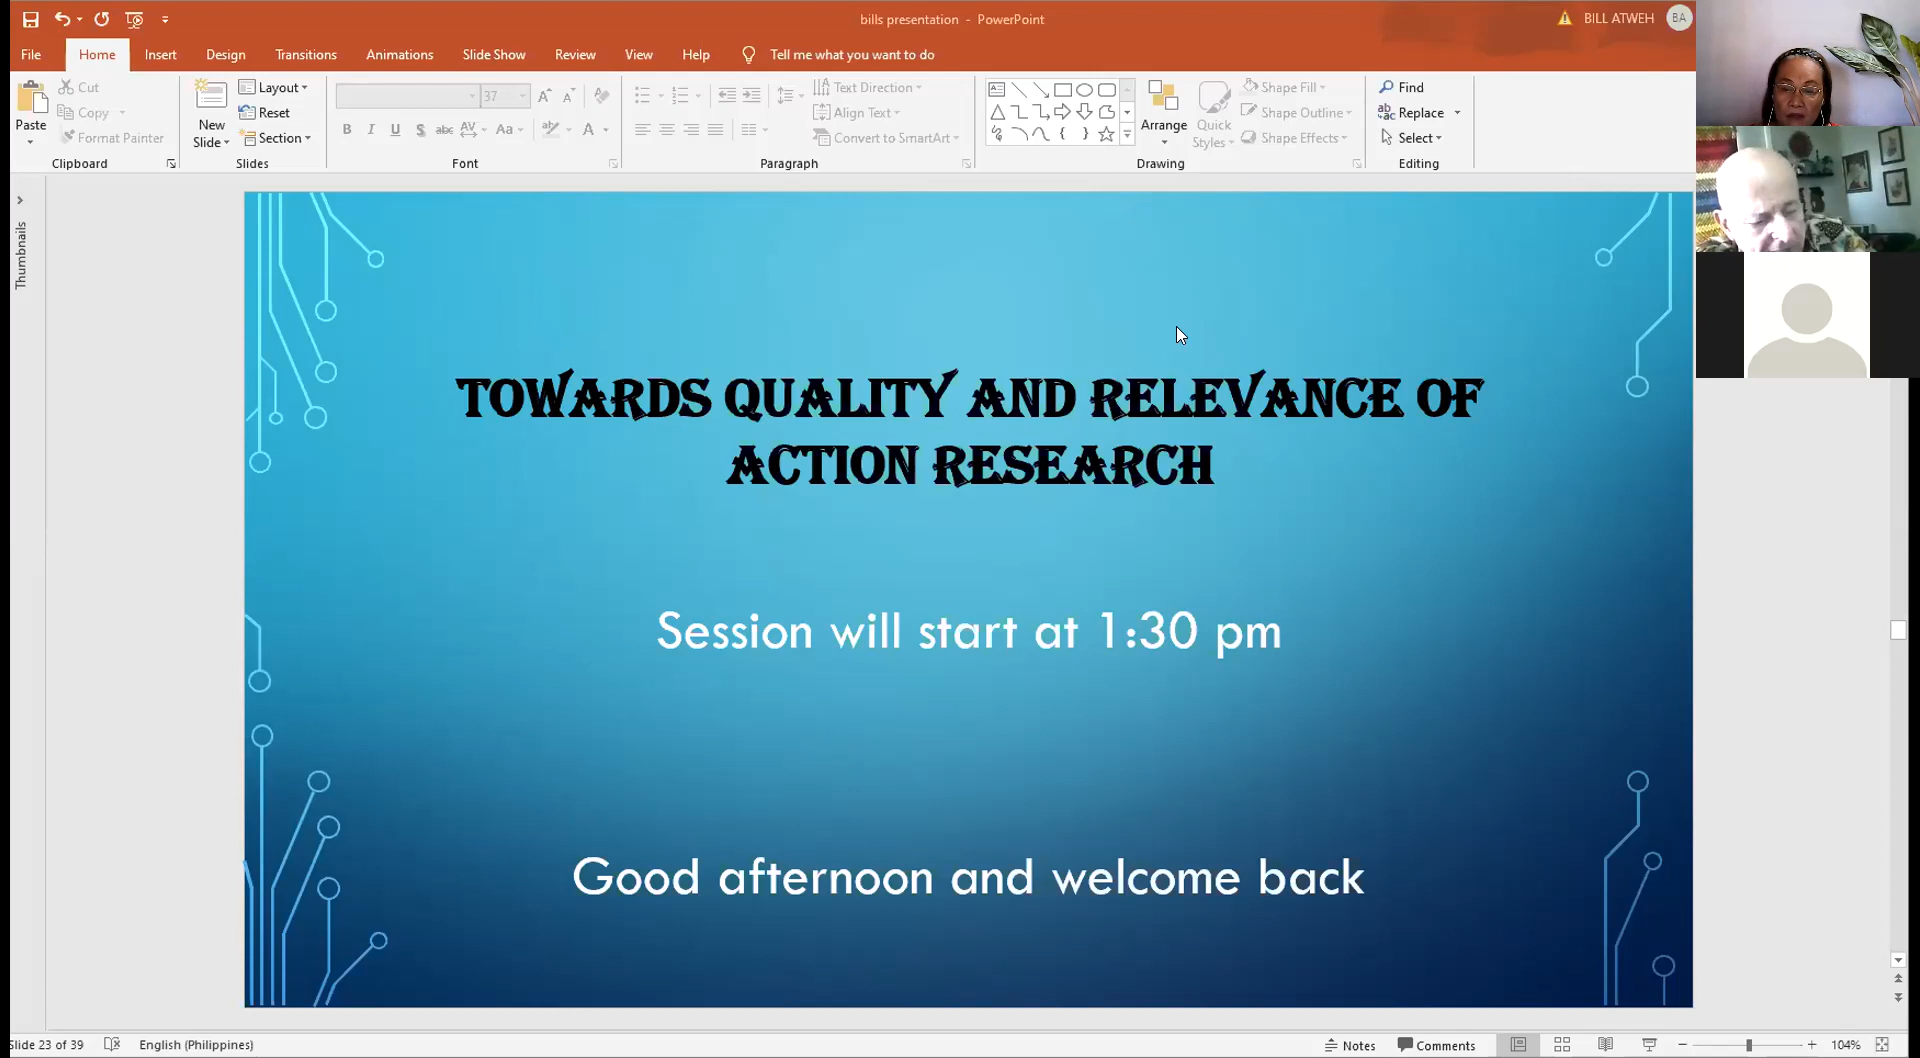 bills presentation - PowerPoint
BILL ATWEH
BA
File
Home
Insert
Design
Transitions
Animations
Slide Show
Review
View
Help
Tell me what you want to do
Paste
Cut
Copy
Format Painter
Clipboard
New
Slide
Layout
Reset
Section
Slides
37
Font
Text Direction
Align Text
Convert to SmartArt
Paragraph
Arrange
Quick
Styles
Shape Fill
Shape Outline
Shape Effects
Drawing
Find
Replace
Select
Editing
Thumbnails
TOWARDS QUALITY AND RELEVANCE OF
ACTION RESEARCH
Session will start at 1:30 pm
Good afternoon and welcome back
Slide 23 of 39
English (Philippines)
Notes
Comments
104%